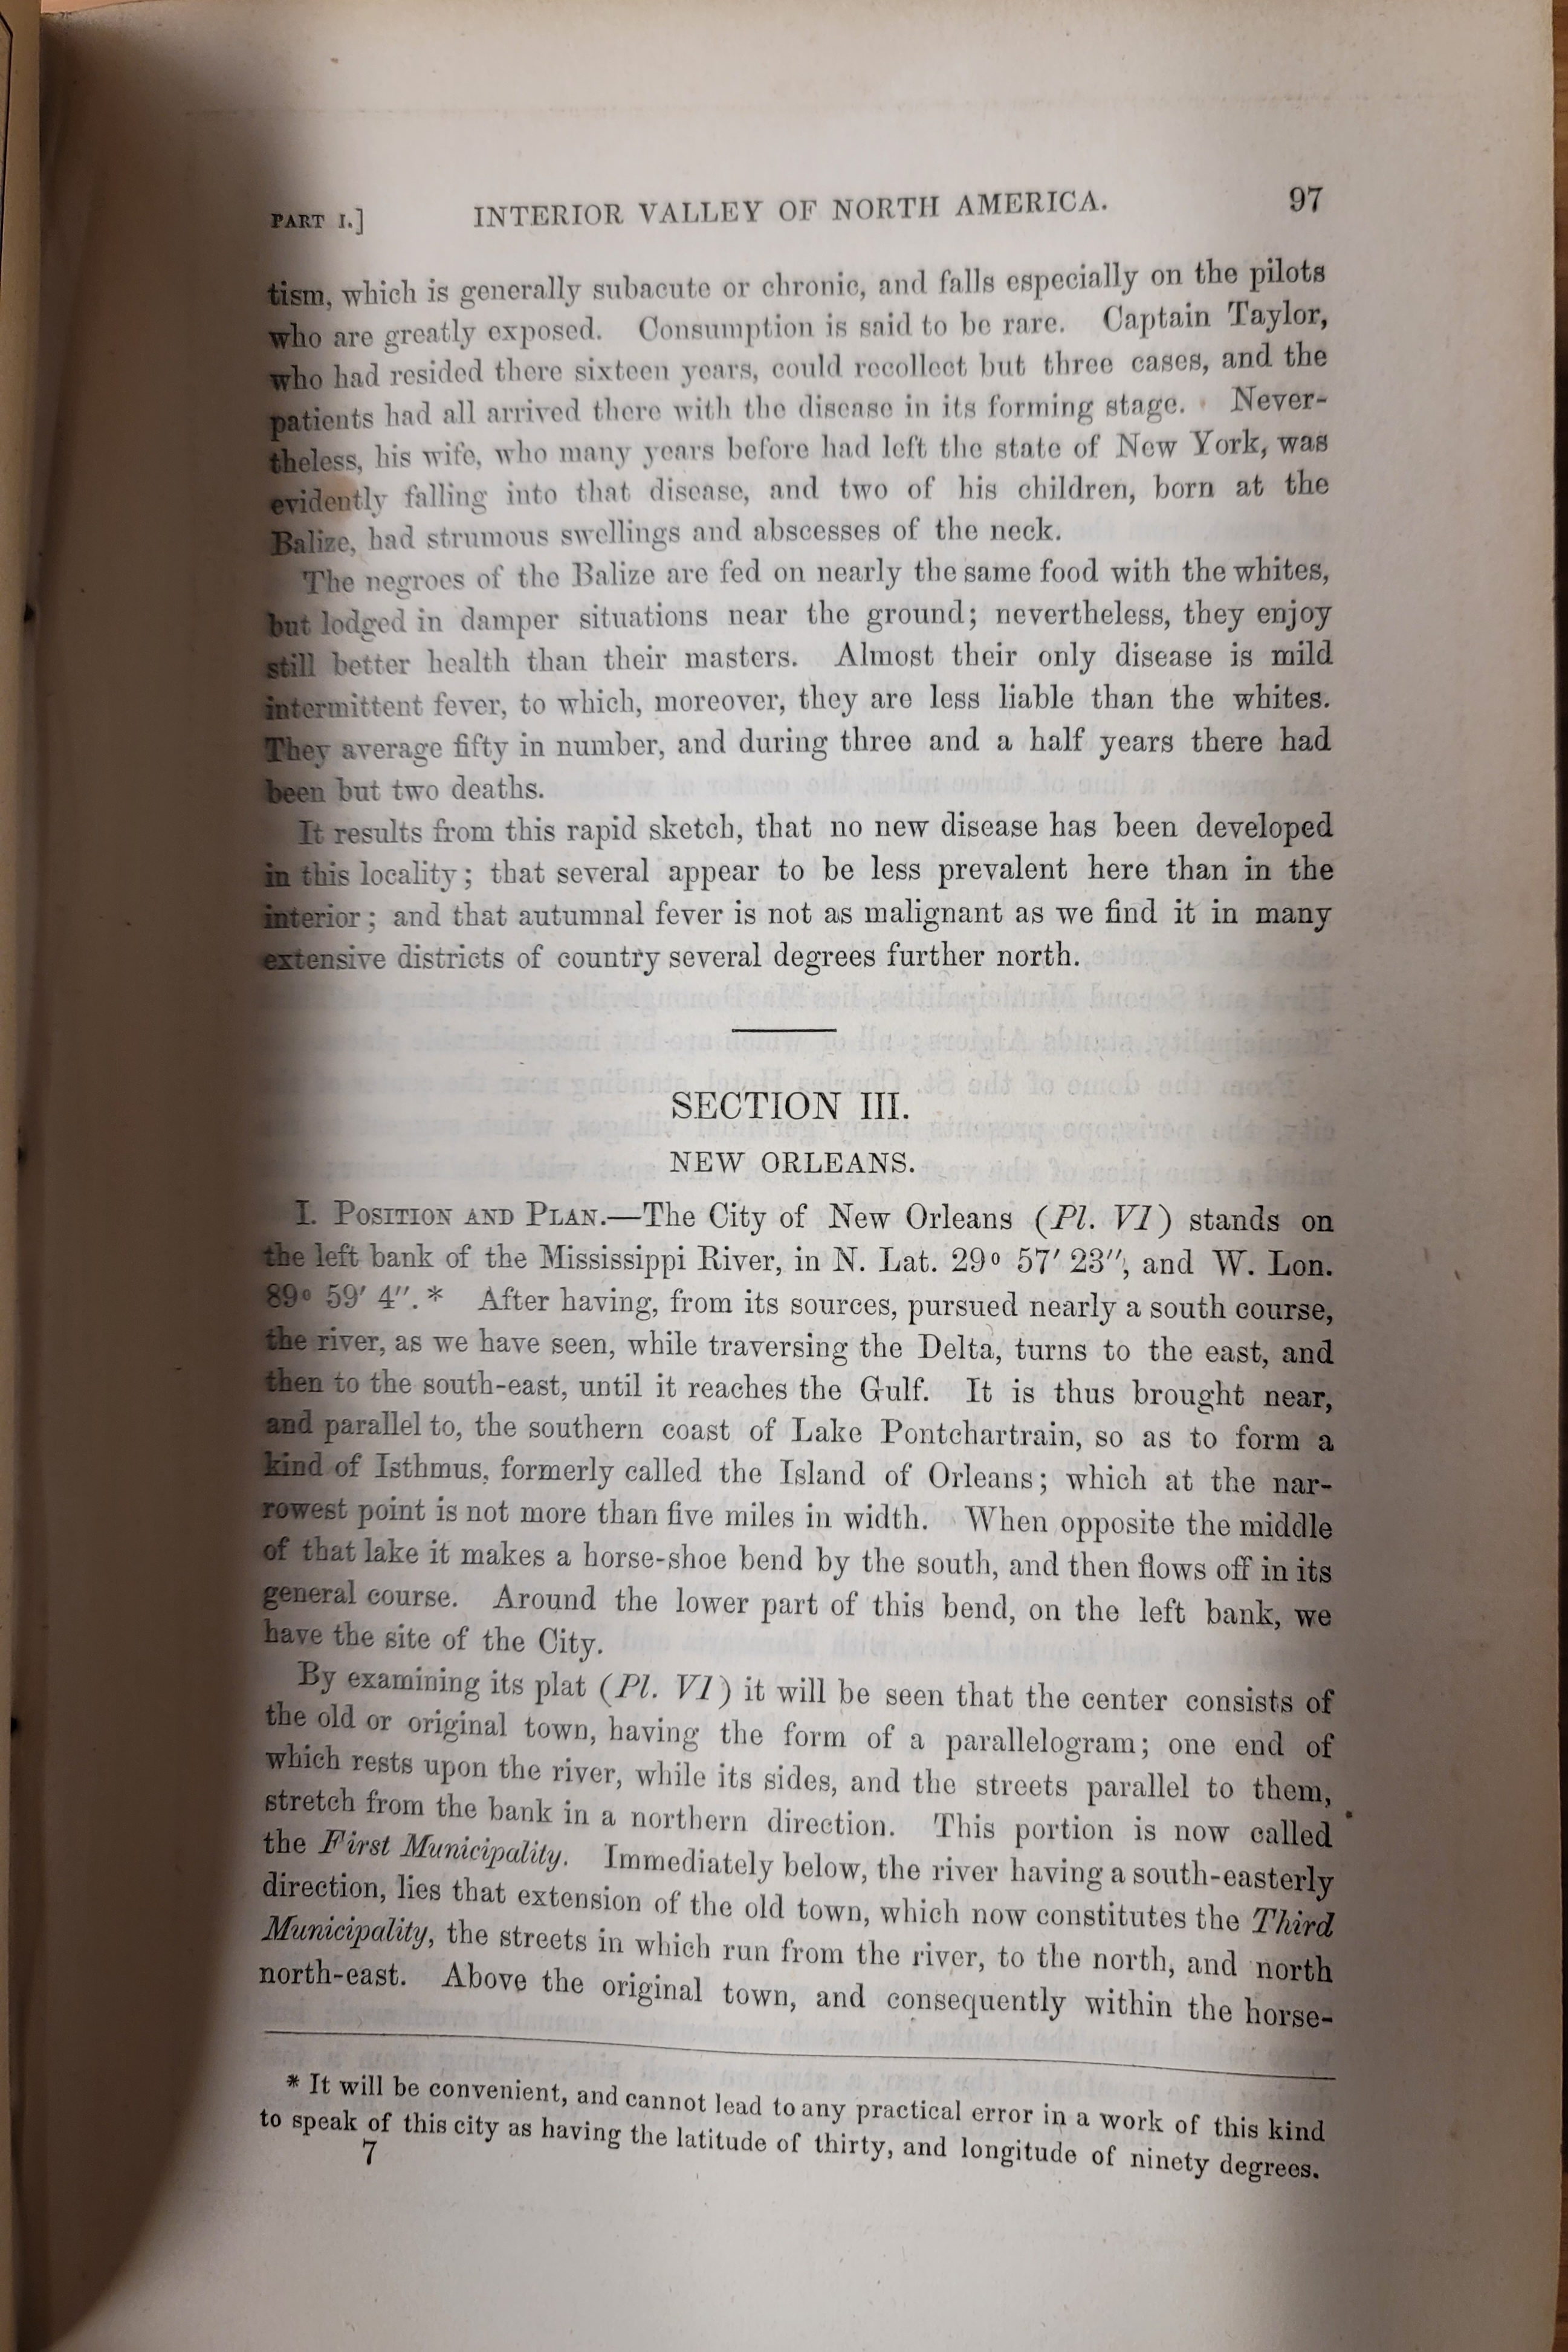 PART I.] INTERIOR VALLEY OF NORTH AMERICA. 97
tism, which is generally subacute or chronic, and falls especially on the pilots
who are greatly exposed. Consumption is said to be rare. Captain Taylor,
who had resided there sixteen years, could recollect but three cases, and the
patients had all arrived there with the disease in its forming stage. Never-
theless, his wife, who many years before had left the state of New York, was
evidently falling into that disease, and two of his children, born at the
Balize, had strumous swellings and abscesses of the neck.
The negroes of the Balize are fed on nearly the same food with the whites,
but lodged in damper situations near the ground; nevertheless, they enjoy
still better health than their masters. Almost their only disease is mild
intermittent fever, to which, moreover, they are less liable than the whites.
They average fifty in number, and during three and a half years there had
been but two deaths.
It results from this rapid sketch, that no new disease has been developed
in this locality; that several appear to be less prevalent here than in the
interior; and that autumnal fever is not as malignant as we find it in many
extensive districts of country several degrees further north.
SECTION III.
NEW ORLEANS.
I. POSITION AND PLAN.—The City of New Orleans (Pl. VI) stands on
the left bank of the Mississippi River, in N. Lat. 29° 57′ 23″, and W. Lon.
89° 59′ 4″.* After having, from its sources, pursued nearly a south course,
the river, as we have seen, while traversing the Delta, turns to the east, and
then to the south-east, until it reaches the Gulf. It is thus brought near,
and parallel to, the southern coast of Lake Pontchartrain, so as to form a
kind of Isthmus, formerly called the Island of Orleans; which at the nar-
rowest point is not more than five miles in width. When opposite the middle
of that lake it makes a horse-shoe bend by the south, and then flows off in its
general course. Around the lower part of this bend, on the left bank, we
have the site of the City.
By examining its plat (Pl. VI) it will be seen that the center consists of
the old or original town, having the form of a parallelogram; one end of
which rests upon the river, while its sides, and the streets parallel to them,
stretch from the bank in a northern direction. This portion is now called
the First Municipality. Immediately below, the river having a south-easterly
direction, lies that extension of the old town, which now constitutes the Third
Municipality, the streets in which run from the river, to the north, and north
north-east. Above the original town, and consequently within the horse-
* It will be convenient, and cannot lead to any practical error in a work of this kind
to speak of this city as having the latitude of thirty, and longitude of ninety degrees.
7